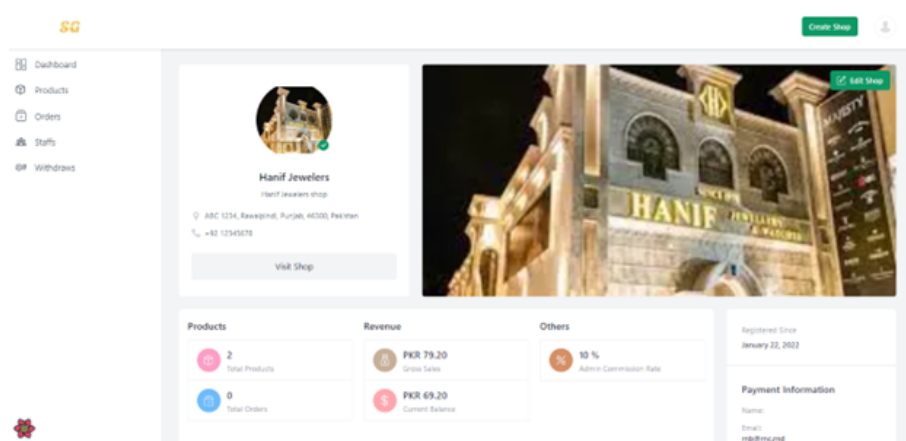 SG
Create Shop
Dashboard
Products
Orders
Staffs
Withdraws
Hanif Jewelers
Hanif Jewelers shop
ABC 1234, Rawalpindi, Punjab, 46300, Pakistan
+92 12345678
Visit Shop
Edit Shop
MAJESTY
HANIF
JEWELLERY
& WATCHES
Products
2
Total Products
0
Total Orders
Revenue
PKR 79.20
Gross Sales
PKR 69.20
Current Balance
Others
10 %
Admin Commission Rate
Registered Since
January 22, 2022
Payment Information
Name:
Email: